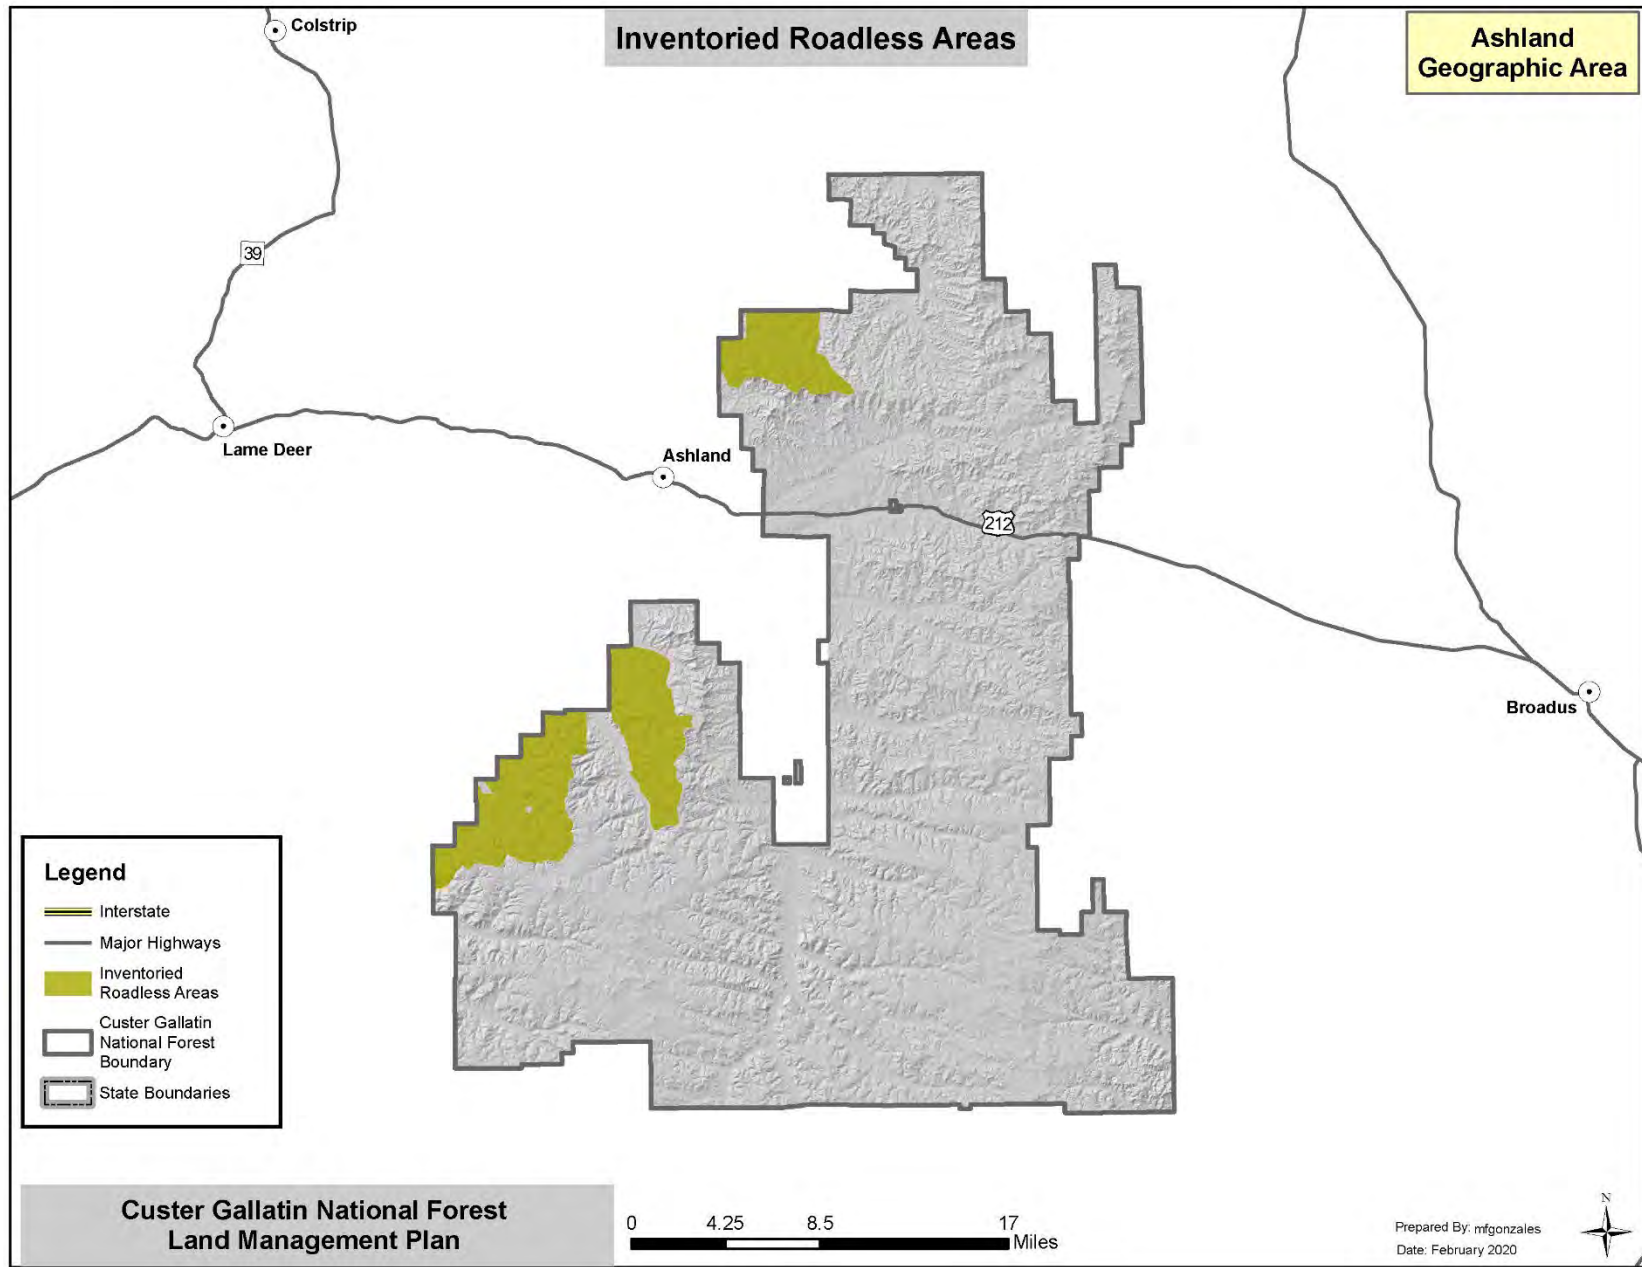 Colstrip
Inventoried Roadless Areas
Ashland
Geographic Area
39
Lame Deer
Ashland
212
Broadus
Legend
Interstate
Major Highways
Inventoried
Roadless Areas
Custer Gallatin
National Forest
Boundary
State Boundaries
Custer Gallatin National Forest
Land Management Plan
0 4.25 8.5 17
Miles
N
Prepared By: mfgonzales
Date: February 2020